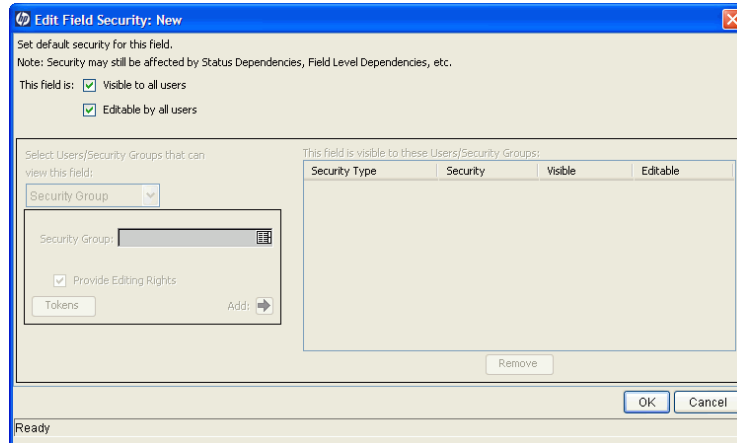 hp Edit Field Security: New
Set default security for this field.
Note: Security may still be affected by Status Dependencies, Field Level Dependencies, etc.
This field is: Visible to all users
Editable by all users
Select Users/Security Groups that can
view this field:
Security Group
Security Group:
Provide Editing Rights
Tokens Add:
This field is visible to these Users/Security Groups:
Security Type Security Visible Editable
Remove
OK Cancel
Ready